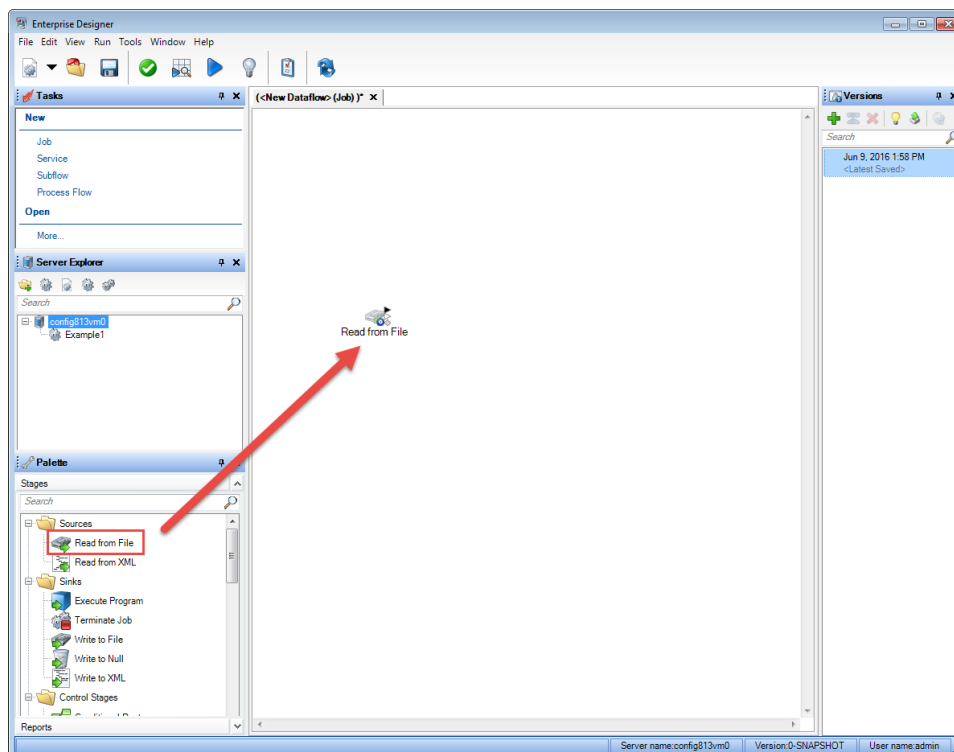 Enterprise Designer
File Edit View Run Tools Window Help
Tasks
New
Job
Service
Subflow
Process Flow
Open
More...
Server Explorer
Search
config813vm0
Example1
Palette
Stages
Search
Sources
Read from File
Read from XML
Sinks
Execute Program
Terminate Job
Write to File
Write to Null
Write to XML
Control Stages
Reports
(<New Dataflow> (Job) )*
Read from File
Versions
Search
Jun 9, 2016 1:58 PM
<Latest Saved>
Server name:config813vm0 Version:0-SNAPSHOT User name:admin